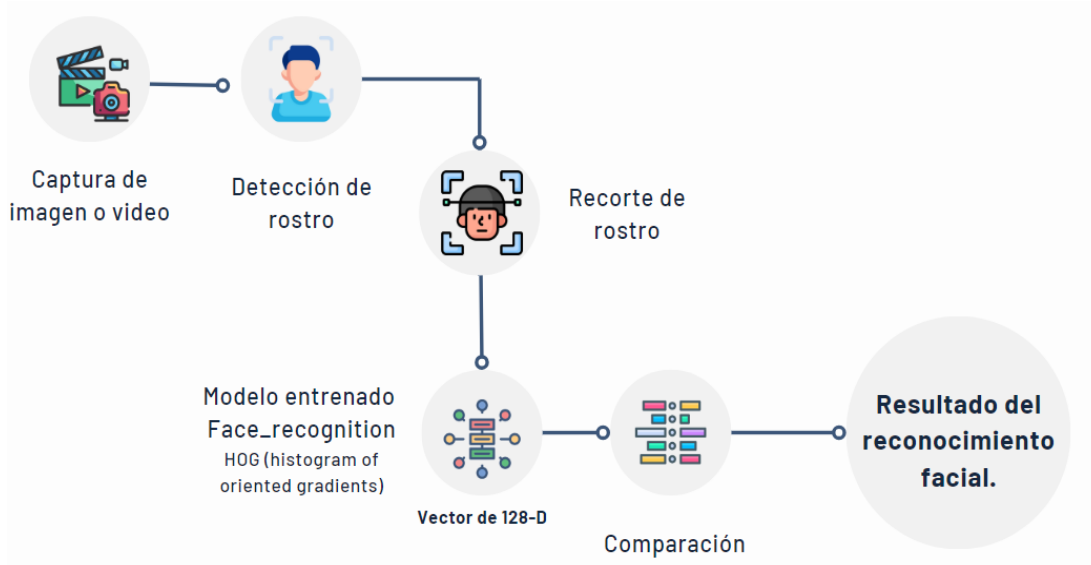 Captura de
imagen o video
Detección de
rostro
Recorte de
rostro
Modelo entrenado
Face_recognition
HOG (histogram of
oriented gradients)
Vector de 128-D
Comparación
Resultado del
reconocimiento
facial.